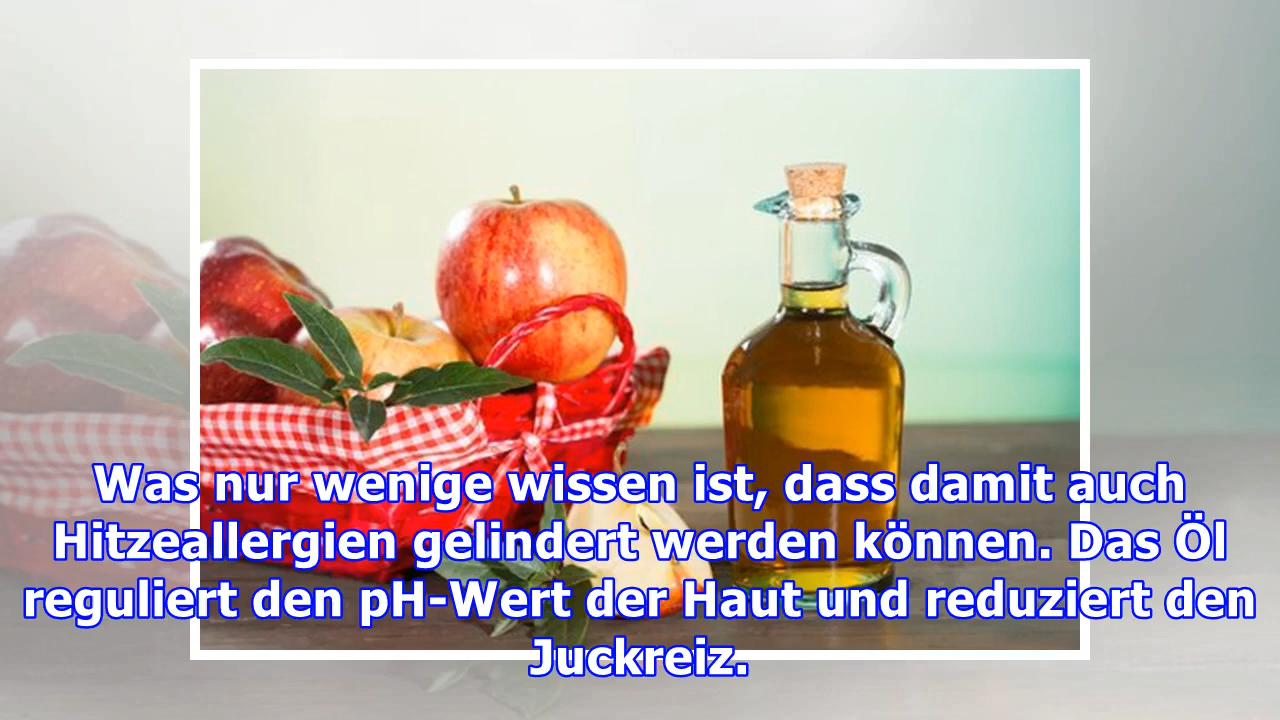 Was nur wenige wissen ist, dass damit auch
Hitzeallergien gelindert werden können. Das Öl
reguliert den pH-Wert der Haut und reduziert den
Juckreiz.